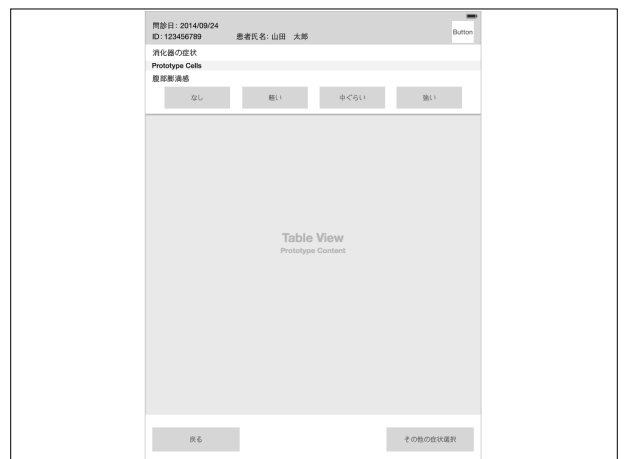 問診日: 2014/09/24
ID: 123456789 患者氏名: 山田 太郎
Button
消化器の症状
Prototype Cells
腹部膨満感
なし 軽い 中ぐらい 強い
Table View
Prototype Content
戻る その他の症状選択